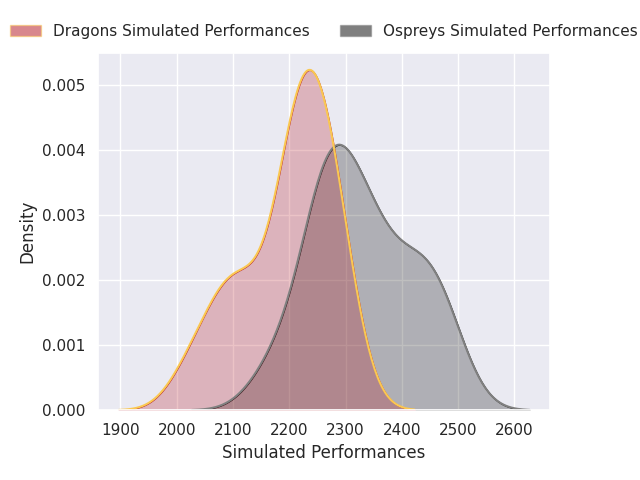 Dragons Simulated Performances Ospreys Simulated Performances
0.005
0.004
0.003
0.002
0.001
0.000
Density
1900 2000 2100 2200 2300 2400 2500 2600
Simulated Performances